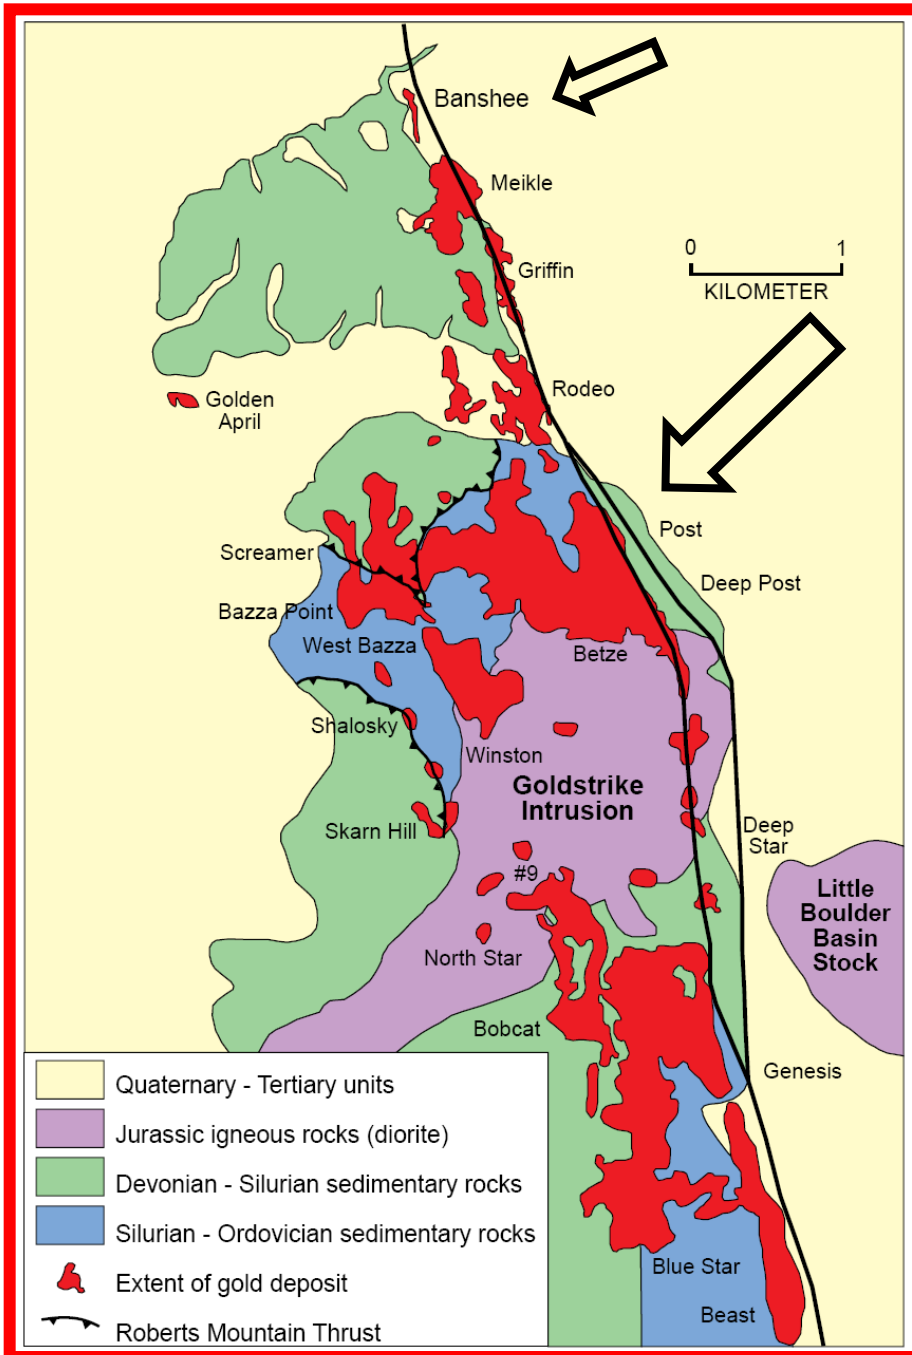 Banshee
Meikle
0 1
KILOMETER
Griffin
Rodeo
Golden
April
Post
Screamer
Deep Post
Bazza Point
West Bazza
Betze
Shalosky
Winston
Goldstrike
Intrusion
Skarn Hill
Deep
Star
#9
Little
Boulder
Basin
Stock
North Star
Bobcat
Genesis
Blue Star
Beast
Quaternary - Tertiary units
Jurassic igneous rocks (diorite)
Devonian - Silurian sedimentary rocks
Silurian - Ordovician sedimentary rocks
Extent of gold deposit
Roberts Mountain Thrust